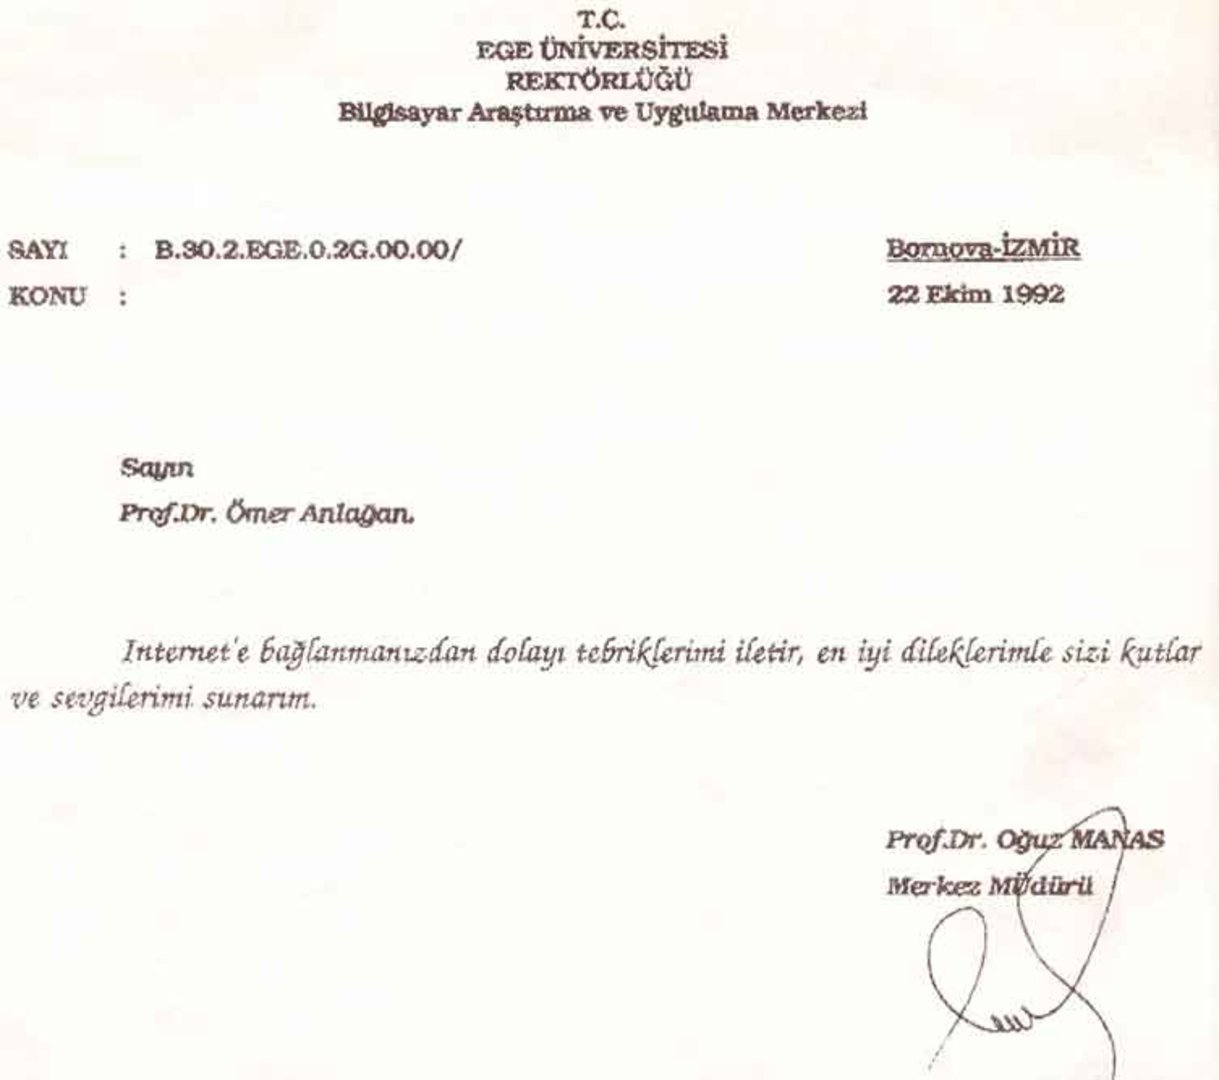 T.C.
EGE ÜNİVERSİTESİ
REKTÖRLÜĞÜ
Bilgisayar Araştırma ve Uygulama Merkezi
SAYI : B.30.2.EGE.0.2G.00.00/
Bornova-İZMİR
KONU :
22 Ekim 1992
Sayın
Prof.Dr. Ömer Anlağan.
Internet'e bağlanmanızdan dolayı tebriklerimi iletir, en iyi dileklerimle sizi kutlar
ve sevgilerimi sunarım.
Prof.Dr. Oğuz MANAS
Merkez Müdürü